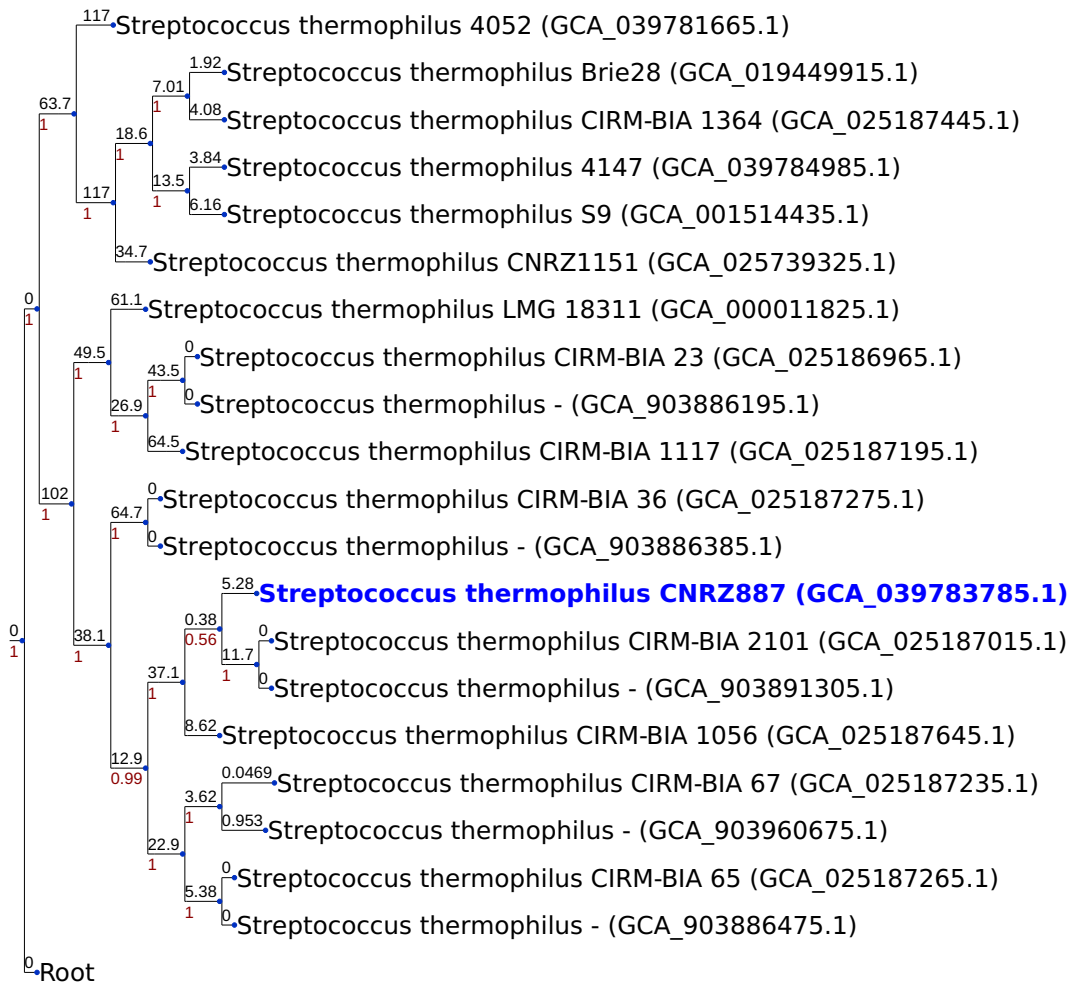 117
Streptococcus thermophilus 4052 (GCA_039781665.1)
1.92
Streptococcus thermophilus Brie28 (GCA_019449915.1)
7.01
1
4.08
Streptococcus thermophilus CIRM-BIA 1364 (GCA_025187445.1)
63.7
1
18.6
1
3.84
Streptococcus thermophilus 4147 (GCA_039784985.1)
13.5
1
117
1
6.16
Streptococcus thermophilus S9 (GCA_001514435.1)
34.7
Streptococcus thermophilus CNRZ1151 (GCA_025739325.1)
0
1
61.1
Streptococcus thermophilus LMG 18311 (GCA_000011825.1)
49.5
1
0
Streptococcus thermophilus CIRM-BIA 23 (GCA_025186965.1)
43.5
1
0
Streptococcus thermophilus - (GCA_903886195.1)
26.9
1
64.5
Streptococcus thermophilus CIRM-BIA 1117 (GCA_025187195.1)
102
1
0
Streptococcus thermophilus CIRM-BIA 36 (GCA_025187275.1)
64.7
1
0
Streptococcus thermophilus - (GCA_903886385.1)
5.28
Streptococcus thermophilus CNRZ887 (GCA_039783785.1)
0.38
0.56
0
1
38.1
1
0
Streptococcus thermophilus CIRM-BIA 2101 (GCA_025187015.1)
11.7
1
37.1
1
0
Streptococcus thermophilus - (GCA_903891305.1)
8.62
Streptococcus thermophilus CIRM-BIA 1056 (GCA_025187645.1)
12.9
0.99
0.0469
Streptococcus thermophilus CIRM-BIA 67 (GCA_025187235.1)
3.62
1
0.953
Streptococcus thermophilus - (GCA_903960675.1)
22.9
1
0
Streptococcus thermophilus CIRM-BIA 65 (GCA_025187265.1)
5.38
1
0
Streptococcus thermophilus - (GCA_903886475.1)
0
Root